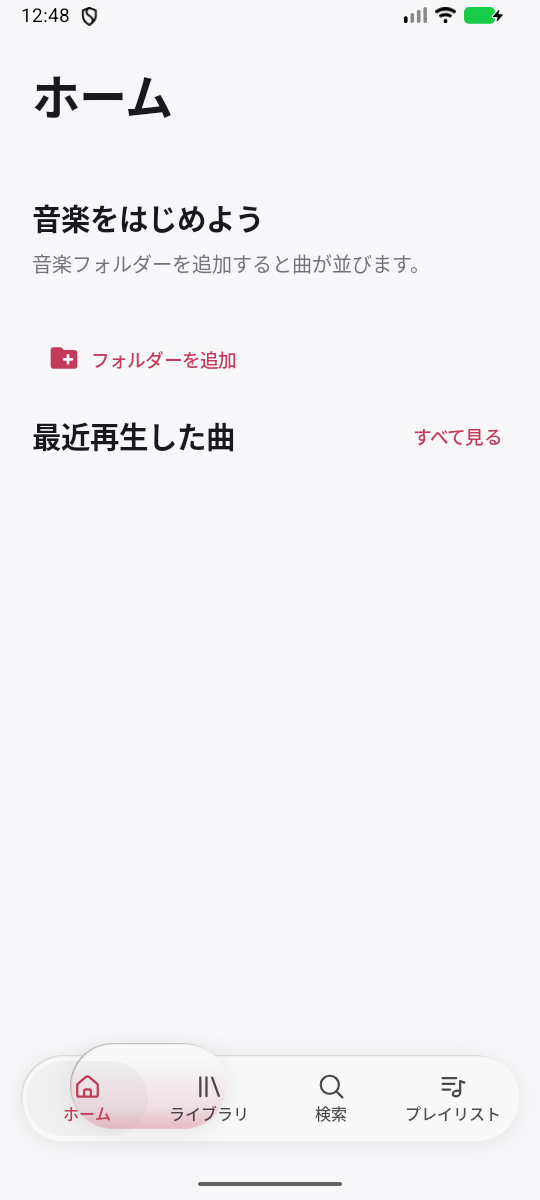 12:48
ホーム
音楽をはじめよう
音楽フォルダーを追加すると曲が並びます。
フォルダーを追加
最近再生した曲
すべて見る
ホーム
ライブラリ
検索
プレイリスト